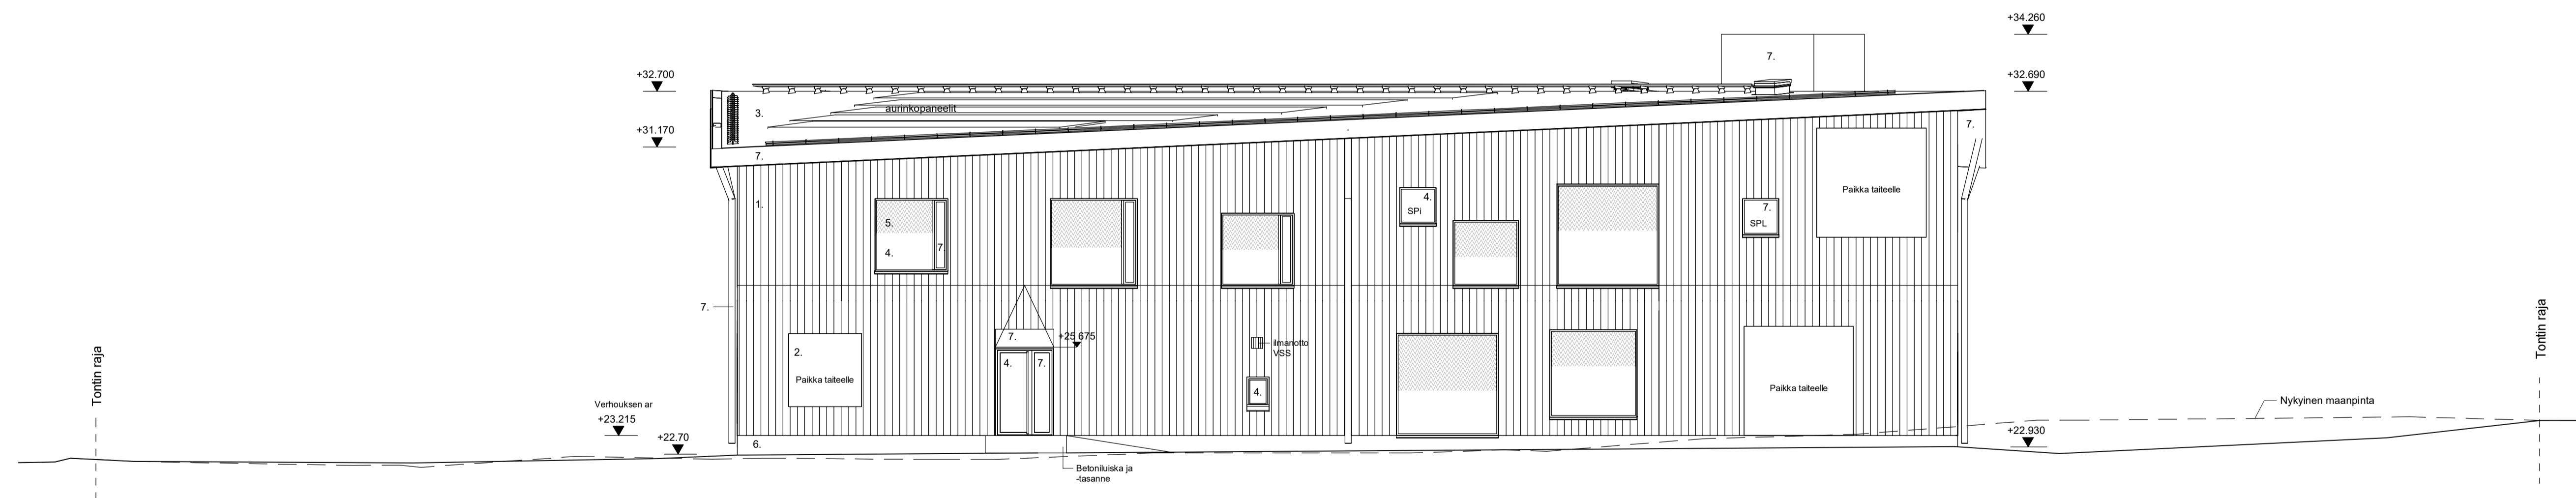 +34.260
7.
+32.700
+32.690
3.
aurinkopaneelit
7.
+31.170
7.
Paikka taiteelle
4.
SPi
7.
SPL
1.
5.
4.
7.
7.
+25.675
7.
ilmanotto
VSS
2.
Paikka taiteelle
4.
7.
4.
Paikka taiteelle
Tontin raja
Tontin raja
Verhouksen ar
+23.215
+22.70
6.
Nykyinen maanpinta
+22.930
Betoniluiska ja
-tasanne